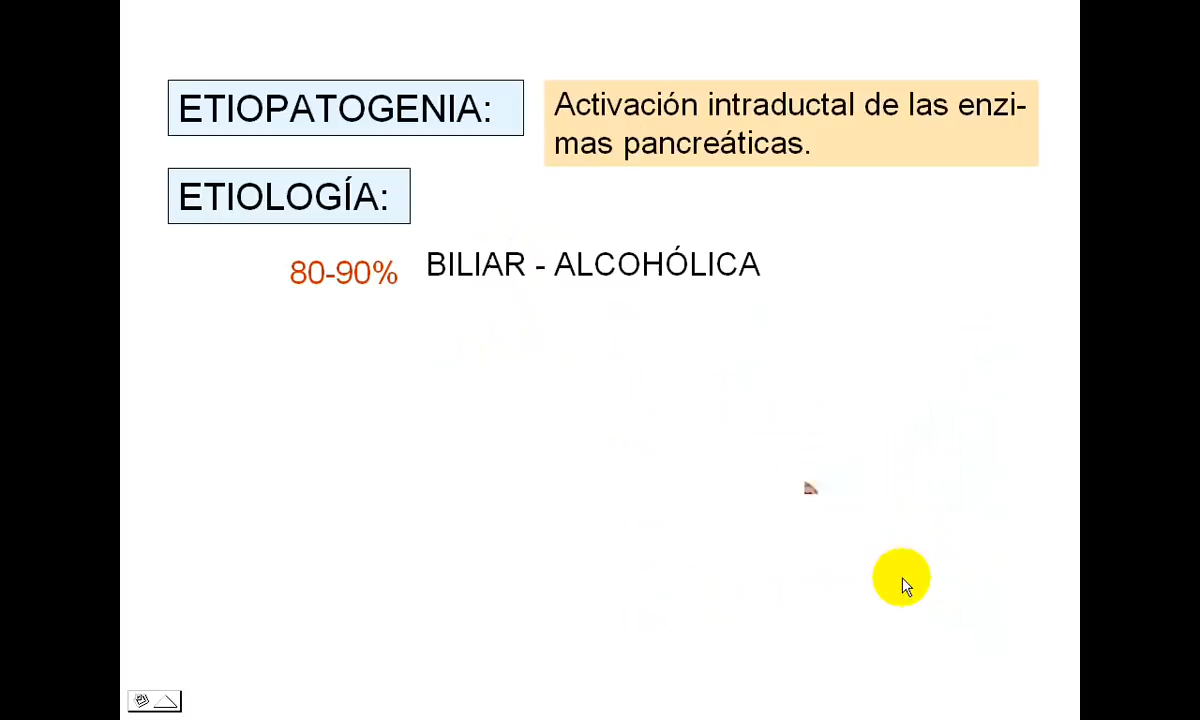 ETIOPATOGENIA:
Activación intraductal de las enzi-
mas pancreáticas.
ETIOLOGÍA:
80-90% BILIAR - ALCOHÓLICA